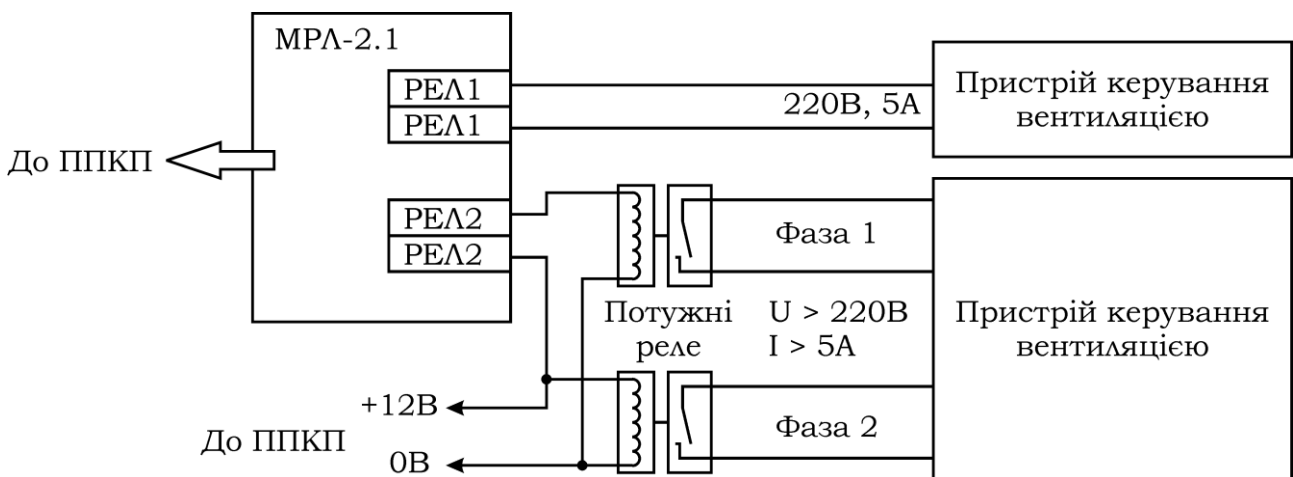 МРЛ-2.1
РЕЛ1
РЕЛ1
220В, 5А
Пристрій керування
вентиляцією
До ППКП
РЕЛ2
РЕЛ2
Фаза 1
Потужні
реле
U > 220В
I > 5А
Пристрій керування
вентиляцією
+12В
До ППКП
0В
Фаза 2